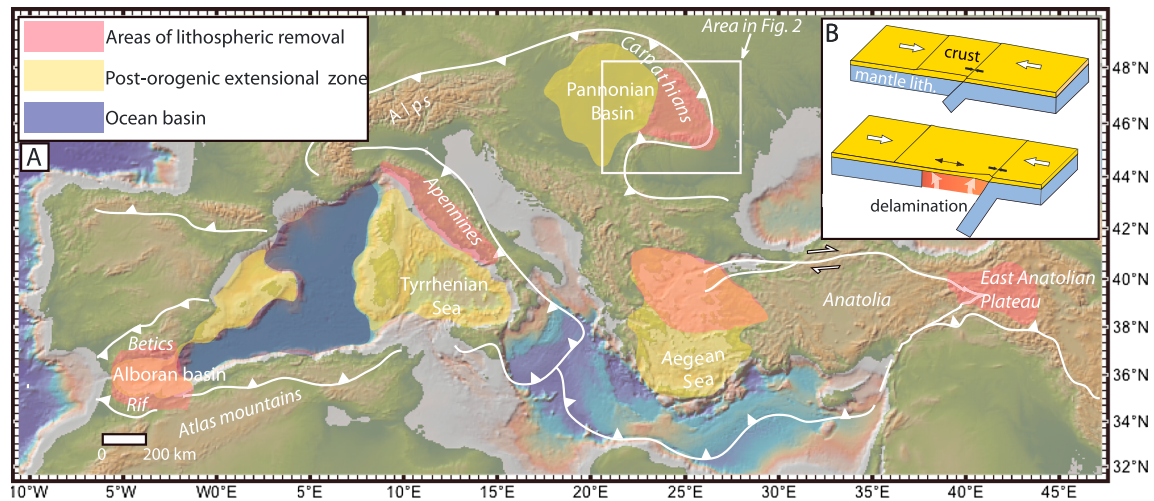 Areas of lithospheric removal
Post-orogenic extensional zone
Ocean basin
A
Area in Fig. 2
B
crust
mantle lith.
delamination
Alps
Carpathians
Pannonian
Basin
Apennines
Tyrrhenian
Sea
Betics
Alboran basin
Rif
Atlas mountains
Aegean
Sea
Anatolia
East Anatolian
Plateau
0 200 km
48°N
46°N
44°N
42°N
40°N
38°N
36°N
34°N
32°N
10°W 5°W W0°E 5°E 10°E 15°E 20°E 25°E 30°E 35°E 40°E 45°E